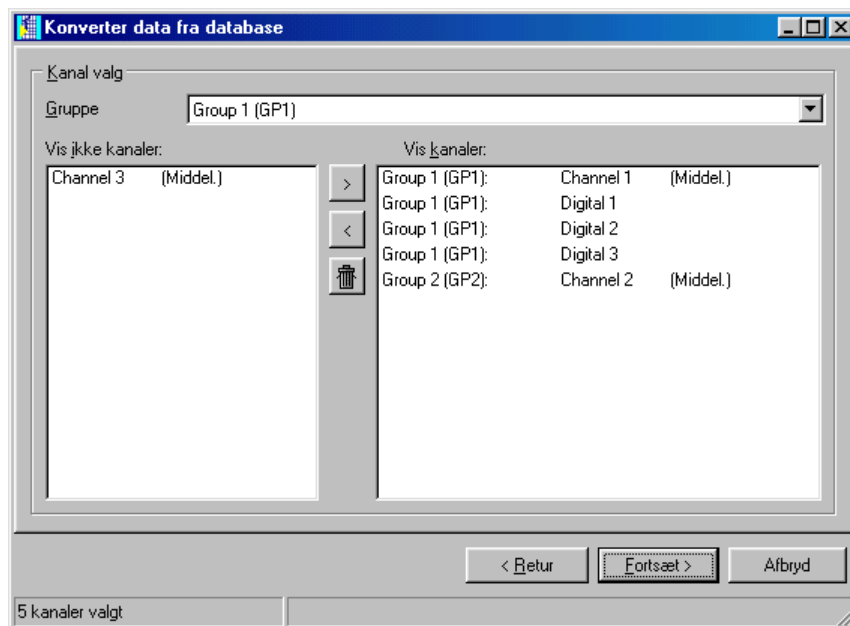 Konverter data fra database
Kanal valg
Gruppe
Group 1 (GP1)
Vis ikke kanaler:
Vis kanaler:
Channel 3 (Middel.)
>
<
Group 1 (GP1): Channel 1 (Middel.)
Group 1 (GP1): Digital 1
Group 1 (GP1): Digital 2
Group 1 (GP1): Digital 3
Group 2 (GP2): Channel 2 (Middel.)
< Retur
Fortsæt >
Afbryd
5 kanaler valgt